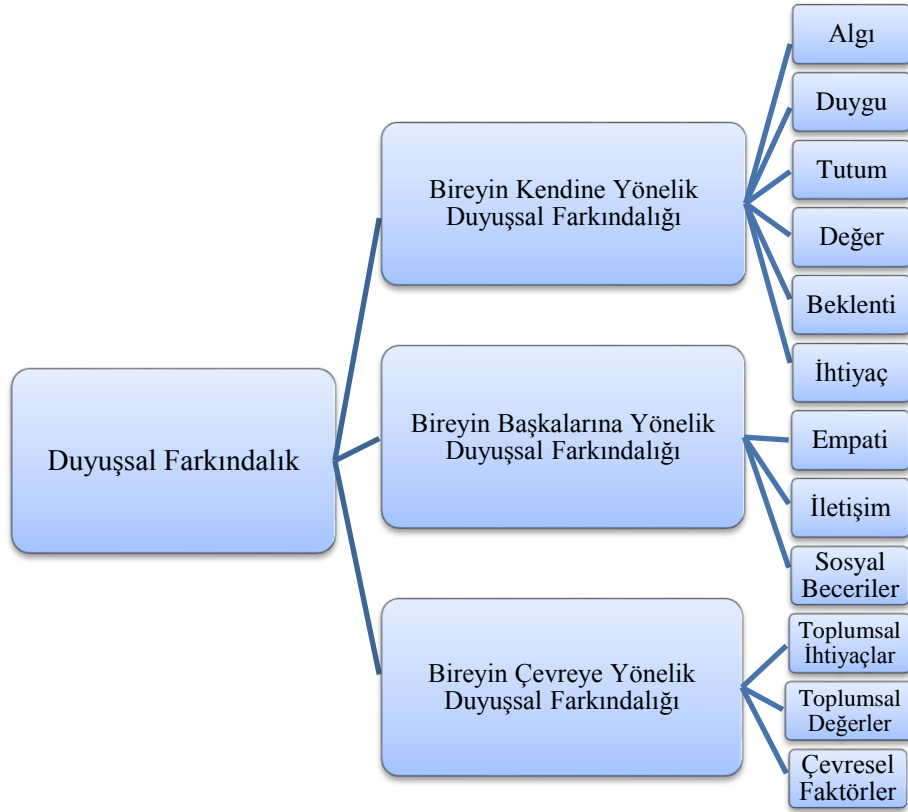 Duyuşsal Farkındalık
Bireyin Kendine Yönelik
Duyuşsal Farkındalığı
Algı
Duygu
Tutum
Değer
Beklenti
İhtiyaç
Bireyin Başkalarına Yönelik
Duyuşsal Farkındalığı
Empati
İletişim
Sosyal
Beceriler
Bireyin Çevreye Yönelik
Duyuşsal Farkındalığı
Toplumsal
İhtiyaçlar
Toplumsal
Değerler
Çevresel
Faktörler